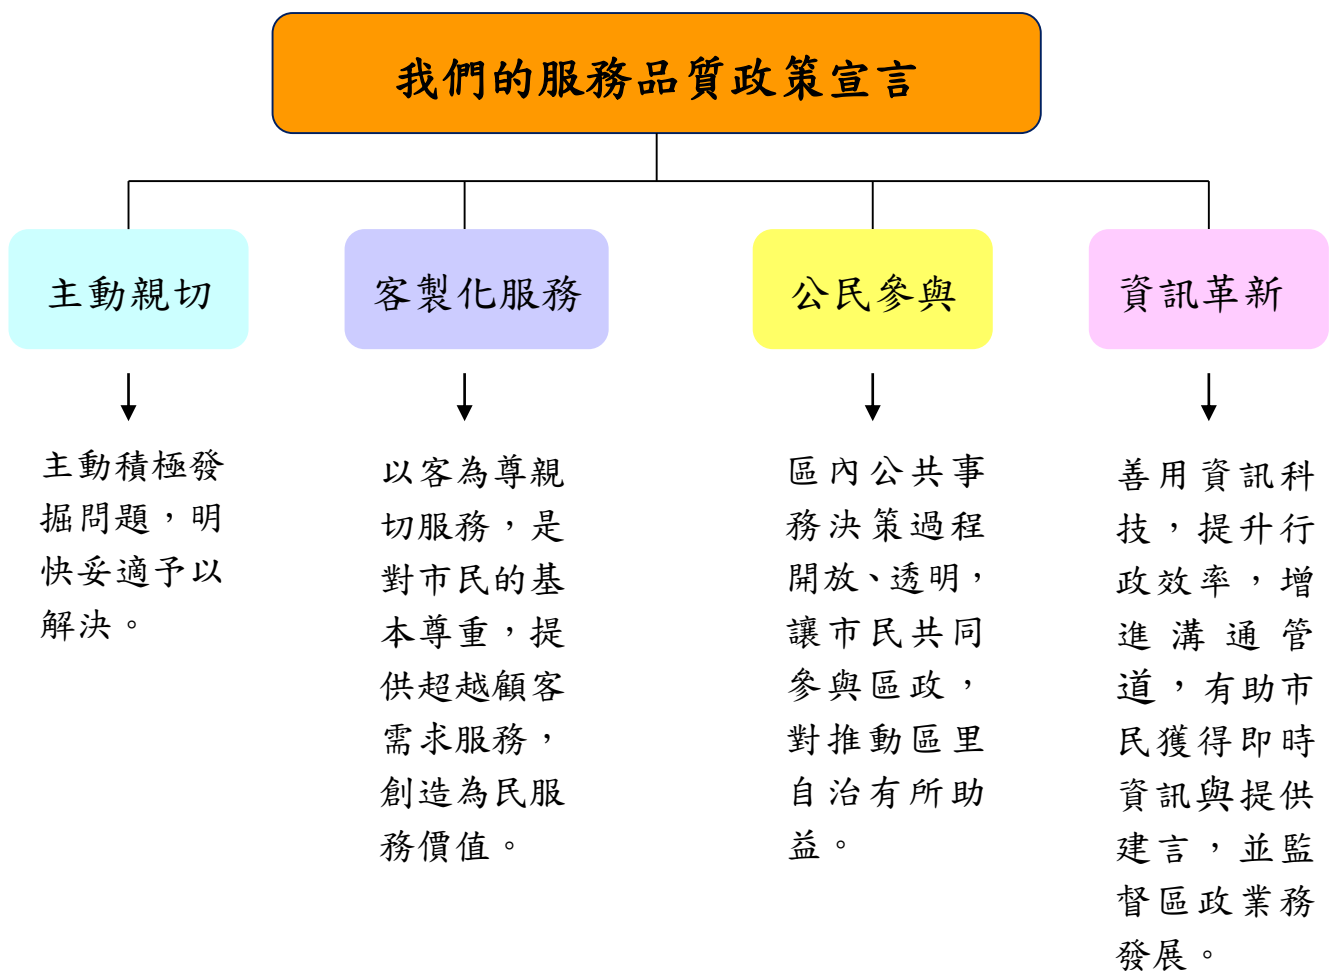 我們的服務品質政策宣言
主動親切
客製化服務
公民參與
資訊革新
主動積極發
掘問題，明
快妥適予以
解決。
以客為尊親
切服務，是
對市民的基
本尊重，提
供超越顧客
需求服務，
創造為民服
務價值。
區內公共事
務決策過程
開放、透明，
讓市民共同
參與區政，
對推動區里
自治有所助
益。
善用資訊科
技，提升行
政效率，增
進溝通管
道，有助市
民獲得即時
資訊與提供
建言，並監
督區政業務
發展。